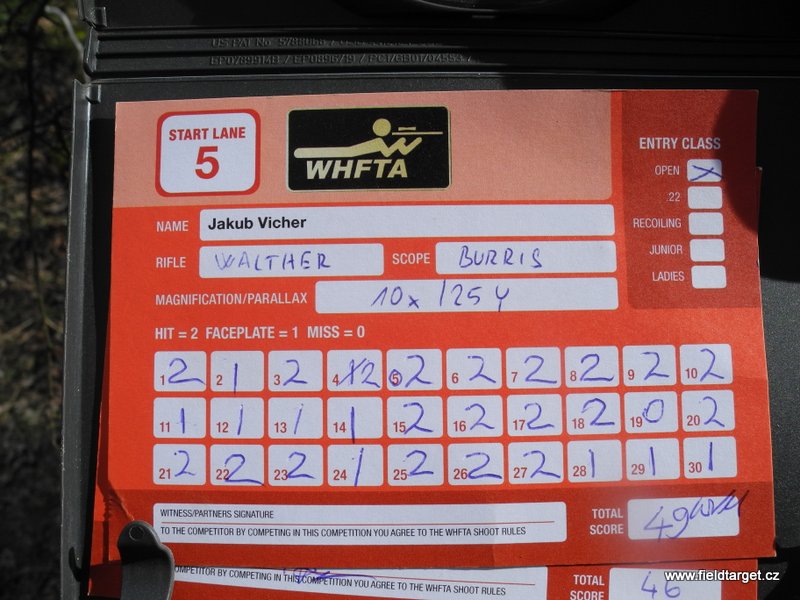 START LANE
5
WHFTA
ENTRY CLASS
OPEN X
.22
RECOILING
JUNIOR
LADIES
NAME Jakub Vicher
RIFLE WALTHER SCOPE BURRIS
MAGNIFICATION/PARALLAX 10x /25Y
HIT = 2 FACEPLATE = 1 MISS = 0
1 2 2 1 3 2 4 2 5 2 6 2 7 2 8 2 9 2 10 2
11 1 12 1 13 1 14 1 15 2 16 2 17 2 18 2 19 0 20 2
21 2 22 2 23 2 24 1 25 2 26 2 27 2 28 1 29 1 30 1
WITNESS/PARTNERS SIGNATURE
TO THE COMPETITOR BY COMPETING IN THIS COMPETITION YOU AGREE TO THE WHFTA SHOOT RULES
TOTAL SCORE 49
OMPETITOR BY COMPETING IN THIS COMPETITION YOU AGREE TO THE WHFTA SHOOT RULES
TOTAL SCORE 46
www.fieldtarget.cz